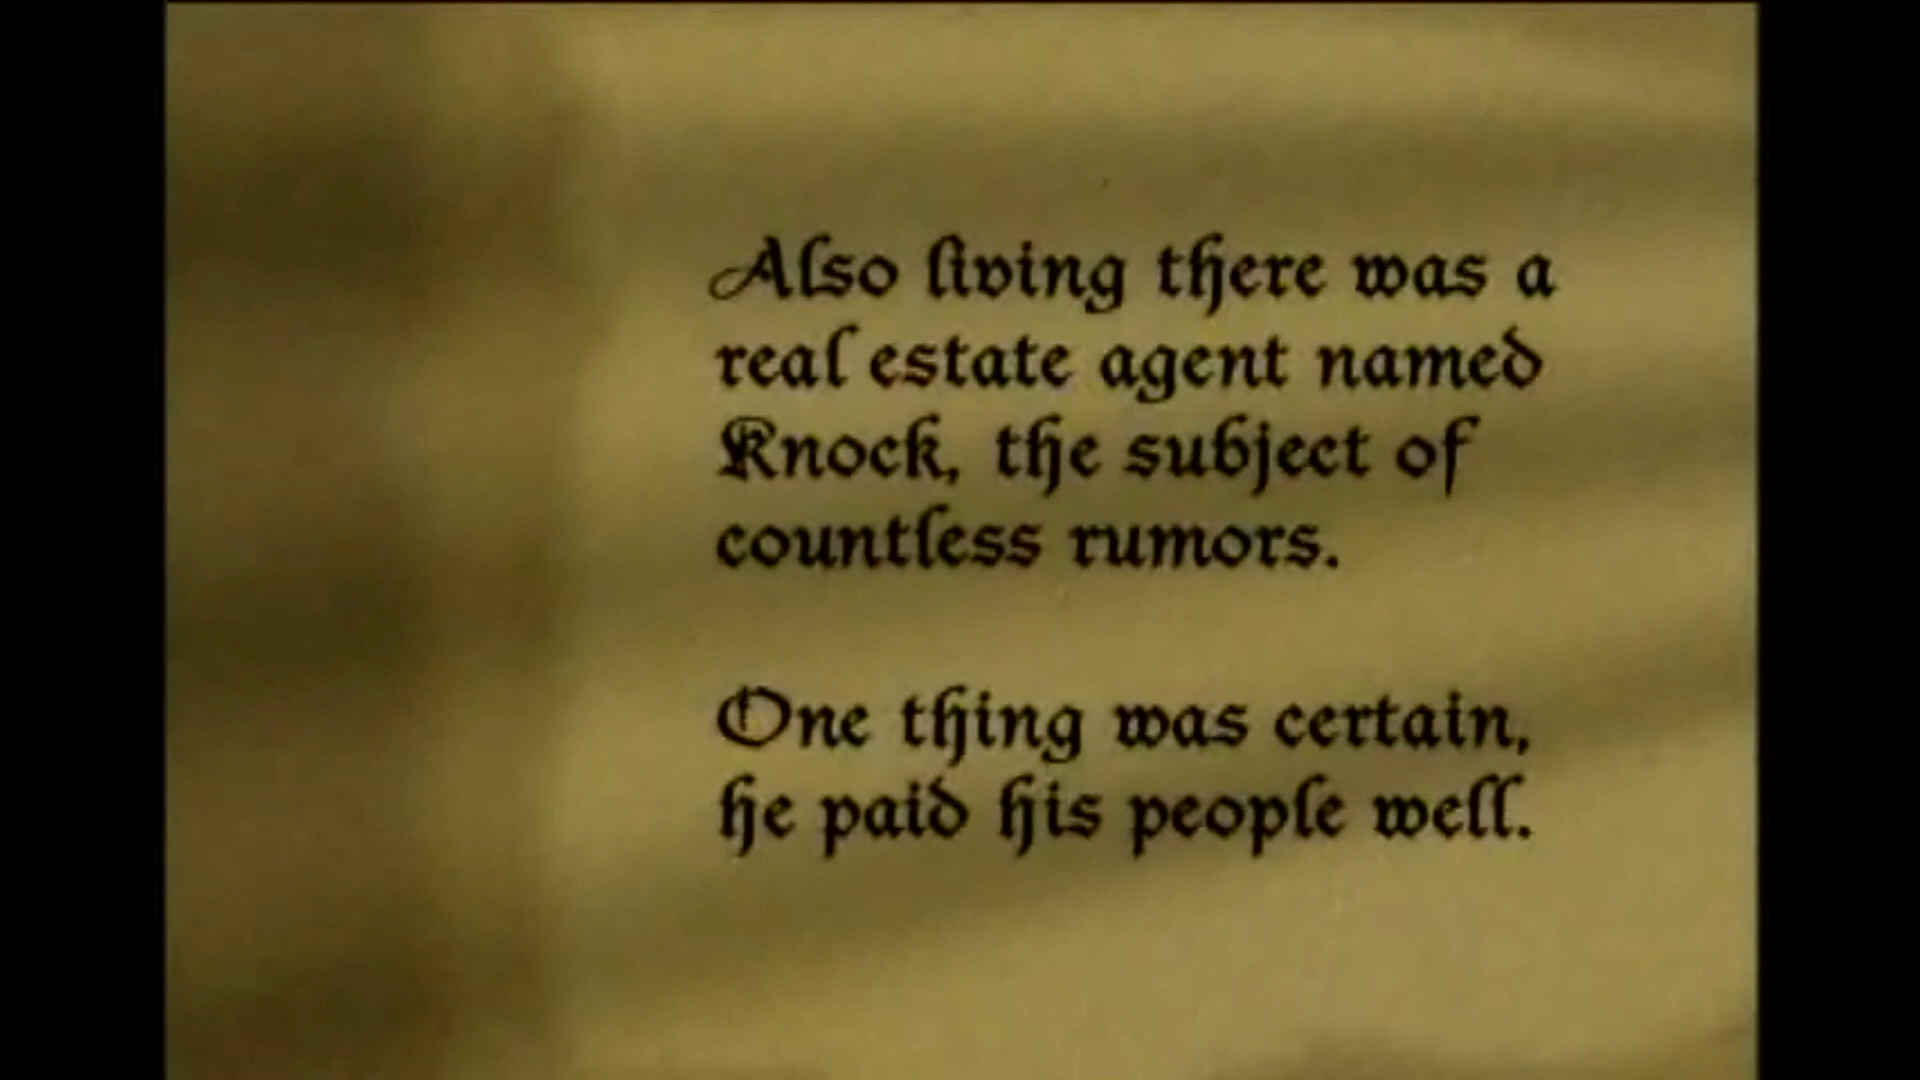 Also living there was a
real estate agent named
Knock, the subject of
countless rumors.
One thing was certain,
he paid his people well.